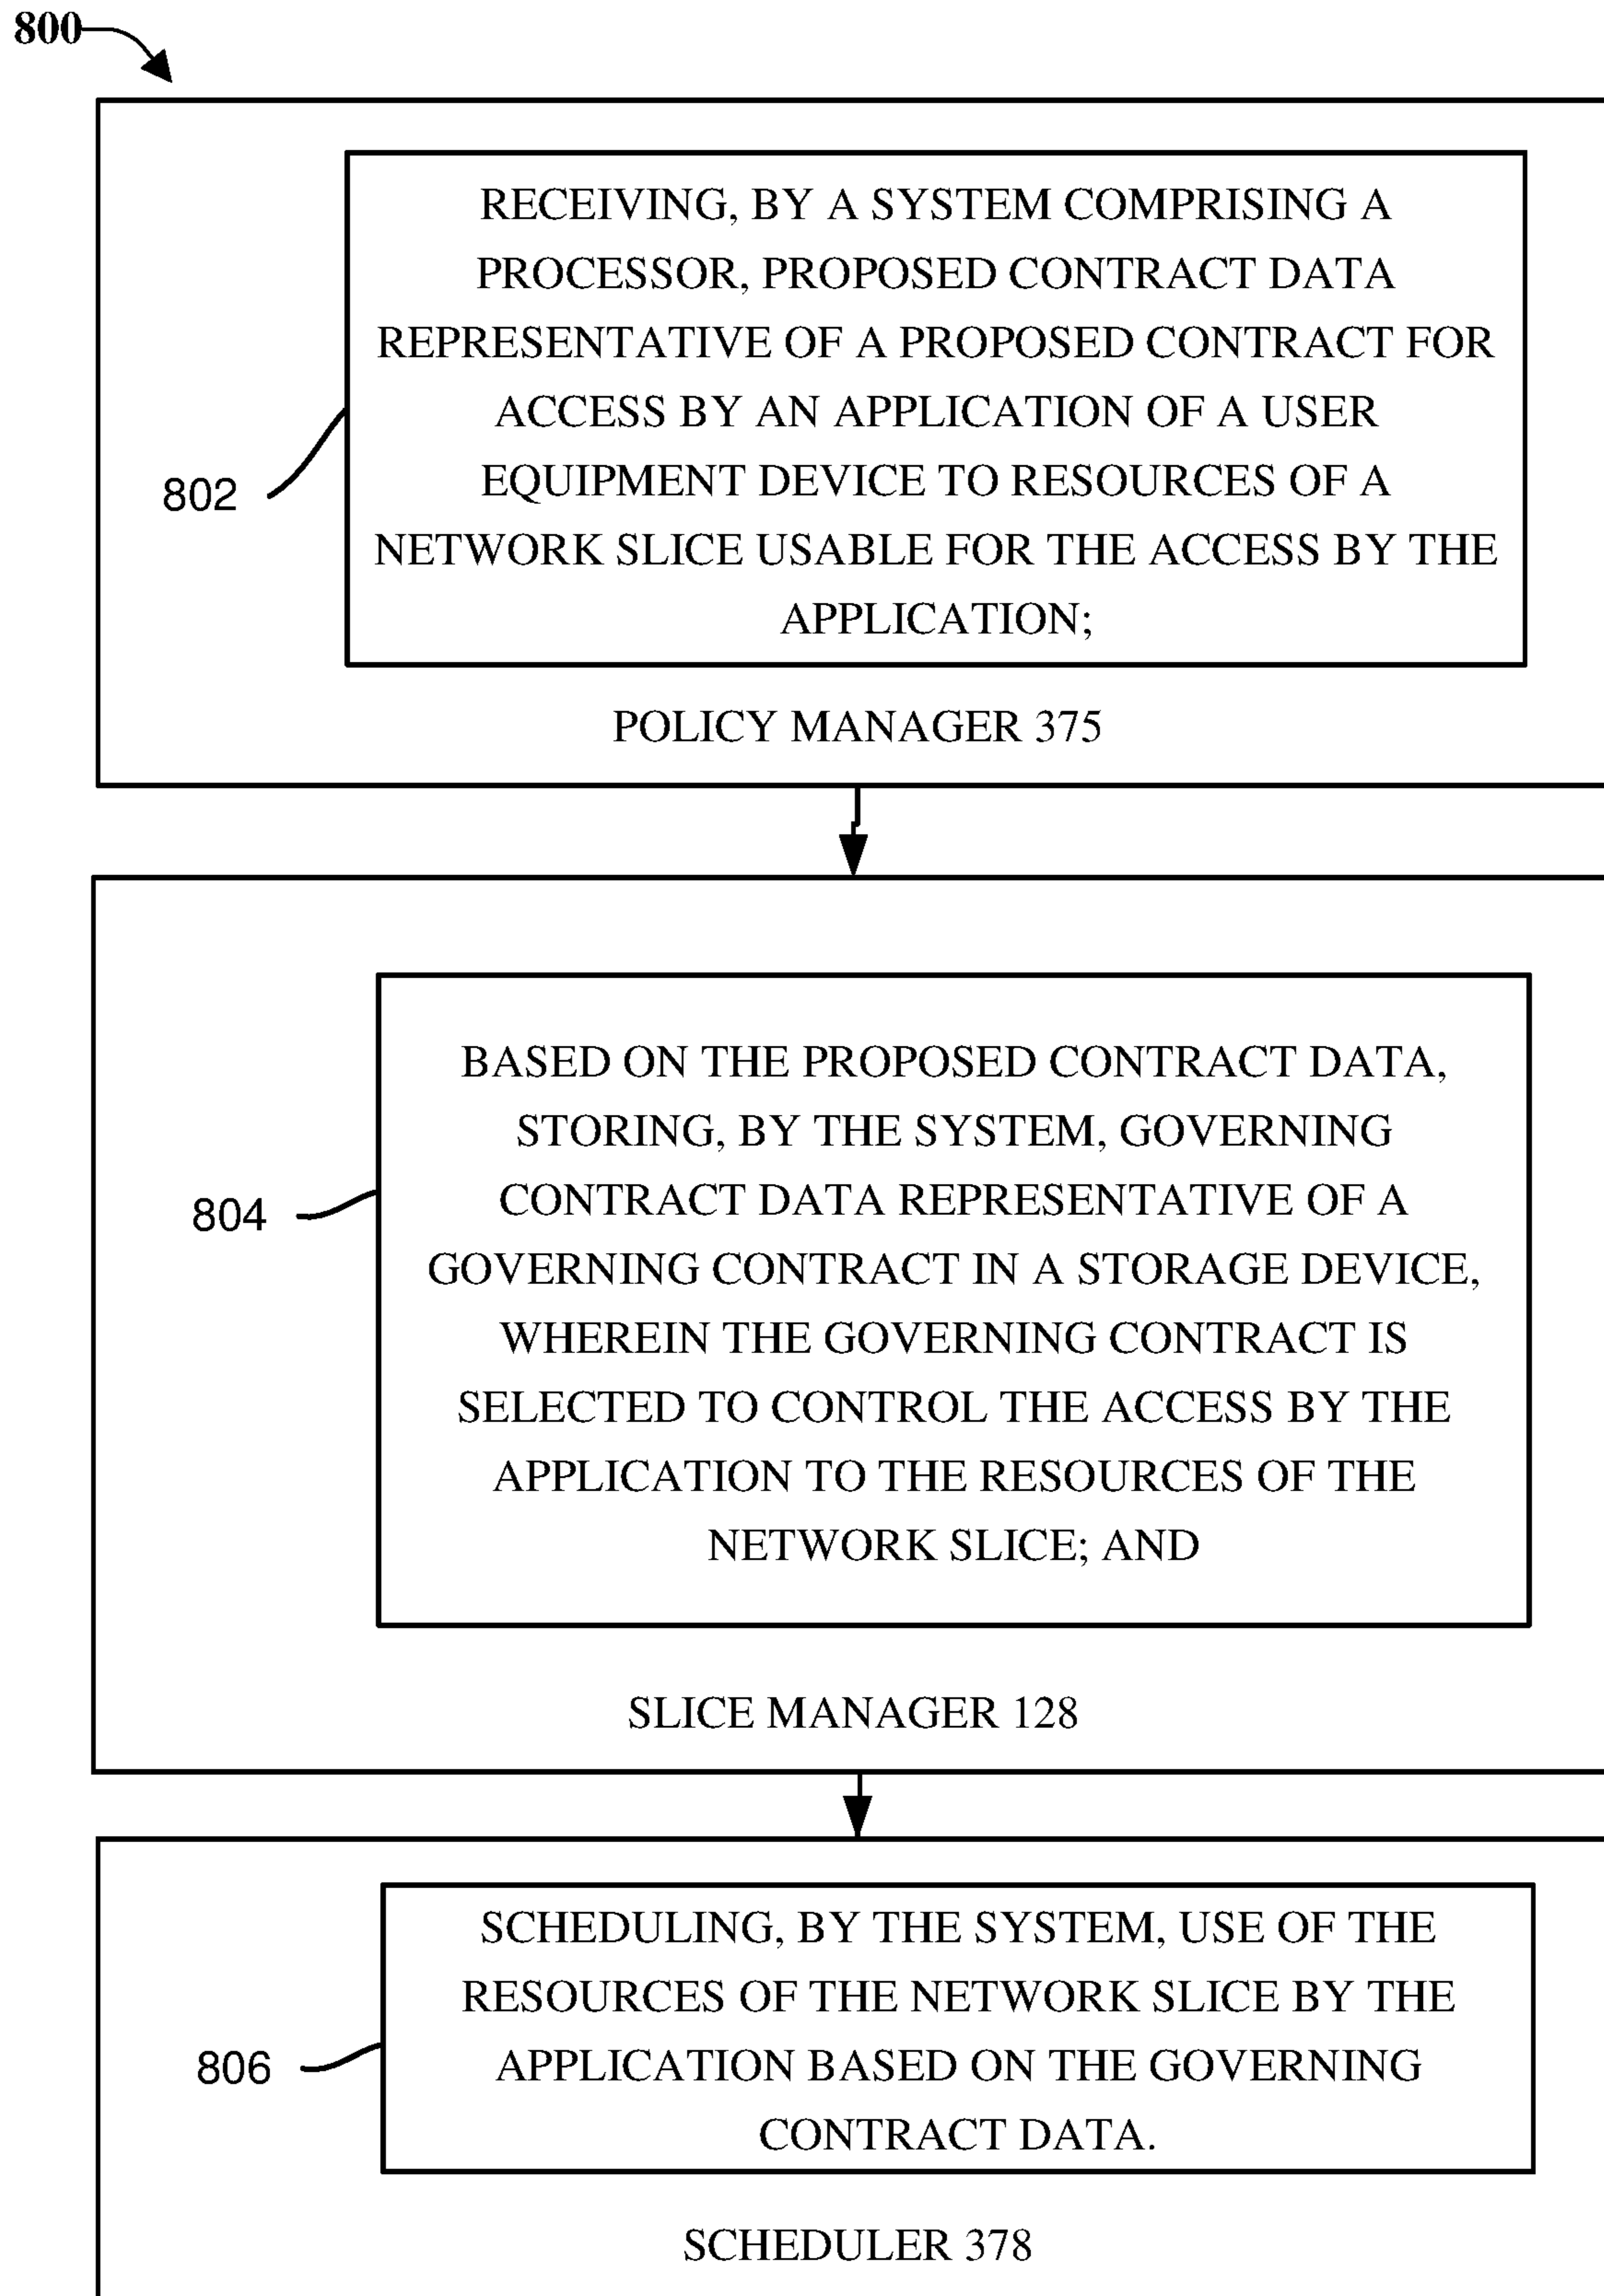 800
RECEIVING, BY A SYSTEM COMPRISING A
PROCESSOR, PROPOSED CONTRACT DATA
REPRESENTATIVE OF A PROPOSED CONTRACT FOR
ACCESS BY AN APPLICATION OF A USER
EQUIPMENT DEVICE TO RESOURCES OF A
NETWORK SLICE USABLE FOR THE ACCESS BY THE
APPLICATION;
802
POLICY MANAGER 375
BASED ON THE PROPOSED CONTRACT DATA,
STORING, BY THE SYSTEM, GOVERNING
CONTRACT DATA REPRESENTATIVE OF A
GOVERNING CONTRACT IN A STORAGE DEVICE,
WHEREIN THE GOVERNING CONTRACT IS
SELECTED TO CONTROL THE ACCESS BY THE
APPLICATION TO THE RESOURCES OF THE
NETWORK SLICE; AND
804
SLICE MANAGER 128
SCHEDULING, BY THE SYSTEM, USE OF THE
RESOURCES OF THE NETWORK SLICE BY THE
APPLICATION BASED ON THE GOVERNING
CONTRACT DATA.
806
SCHEDULER 378